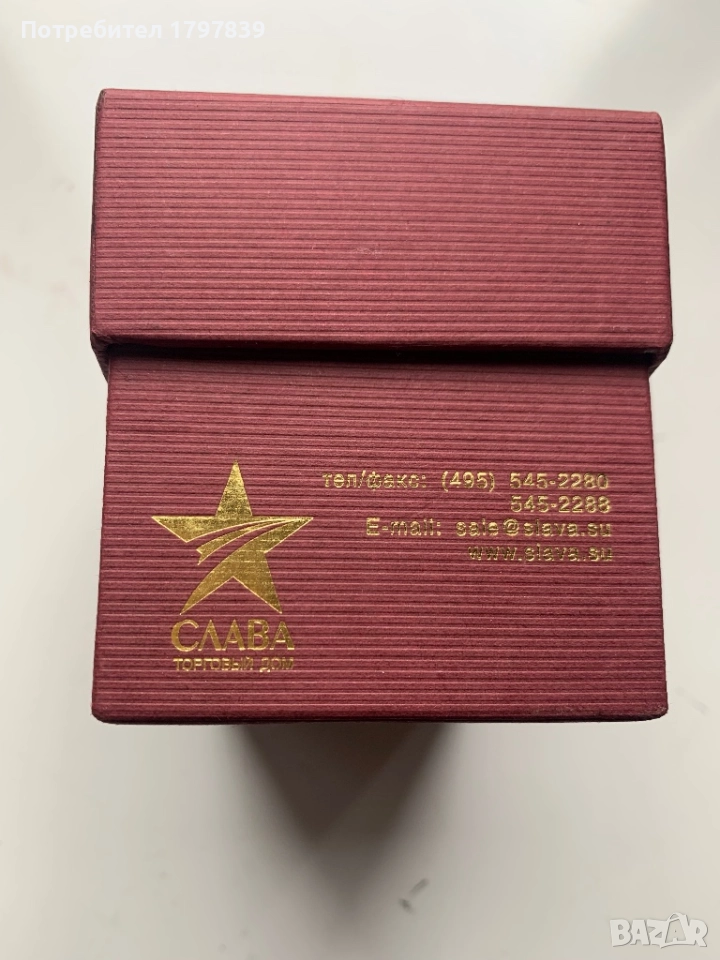 Потребител 1797839
тел/факс: (495) 545-2280
545-2288
E-mail: sale@slava.su
www.slava.su
СЛАВА
ТОРГОВЫЙ ДОМ
BAZAR